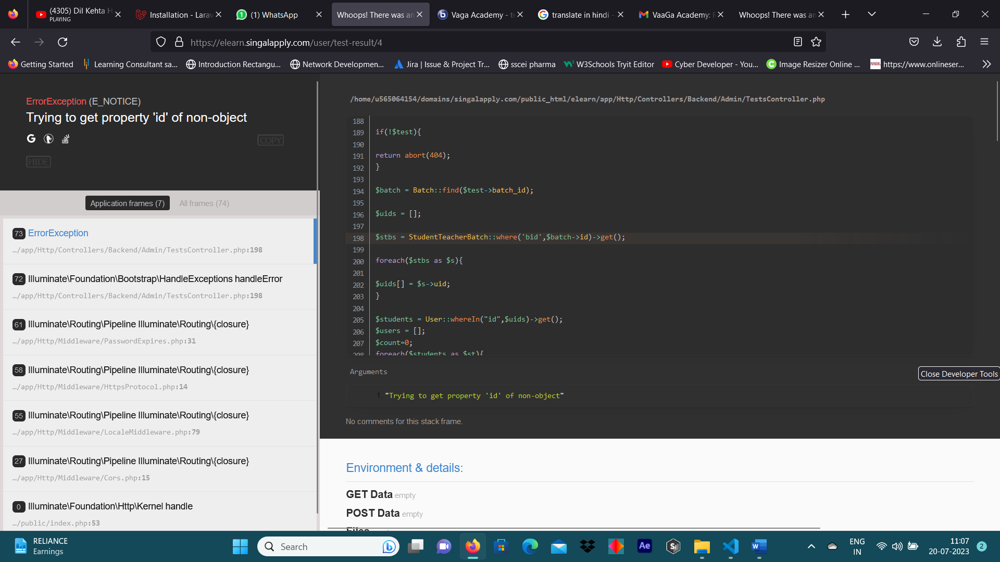 (4305) Dil Kehta H
PLAYING
Installation - Larav
(1) WhatsApp
Whoops! There was an
Vaga Academy - te
translate in hindi -
VaaGa Academy: R
Whoops! There was an
https://elearn.singalapply.com/user/test-result/4
Getting Started
Learning Consultant sa...
Introduction Rectangu...
Network Developmen...
Jira | Issue & Project Tr...
sscei pharma
W3Schools Tryit Editor
Cyber Developer - You...
Image Resizer Online ...
NSDL
https://www.onlineser...
ErrorException (E_NOTICE)
Trying to get property 'id' of non-object
COPY
HIDE
Application frames (7)
All frames (74)
73 ErrorException
…/app/Http/Controllers/Backend/Admin/TestsController.php:198
72 Illuminate\Foundation\Bootstrap\HandleExceptions handleError
…/app/Http/Controllers/Backend/Admin/TestsController.php:198
61 Illuminate\Routing\Pipeline Illuminate\Routing\{closure}
…/app/Http/Middleware/PasswordExpires.php:31
58 Illuminate\Routing\Pipeline Illuminate\Routing\{closure}
…/app/Http/Middleware/HttpsProtocol.php:14
55 Illuminate\Routing\Pipeline Illuminate\Routing\{closure}
…/app/Http/Middleware/LocaleMiddleware.php:79
27 Illuminate\Routing\Pipeline Illuminate\Routing\{closure}
…/app/Http/Middleware/Cors.php:15
0 Illuminate\Foundation\Http\Kernel handle
…/public/index.php:53
/home/u565064154/domains/singalapply.com/public_html/elearn/app/Http/Controllers/Backend/Admin/TestsController.php
188
189 if(!$test){
190
191 return abort(404);
192 }
193
194 $batch = Batch::find($test->batch_id);
195
196 $uids = [];
197
198 $stbs = StudentTeacherBatch::where('bid',$batch->id)->get();
199
200 foreach($stbs as $s){
201
202 $uids[] = $s->uid;
203 }
204
205 $students = User::whereIn("id",$uids)->get();
206 $users = [];
207 $count=0;
208 foreach($students as $st){
Arguments
Close Developer Tools
1. "Trying to get property 'id' of non-object"
No comments for this stack frame.
Environment & details:
GET Data empty
POST Data empty
Files
RELIANCE
Earnings
Search
Ae
Si
W
ENG
IN
11:07
20-07-2023
2